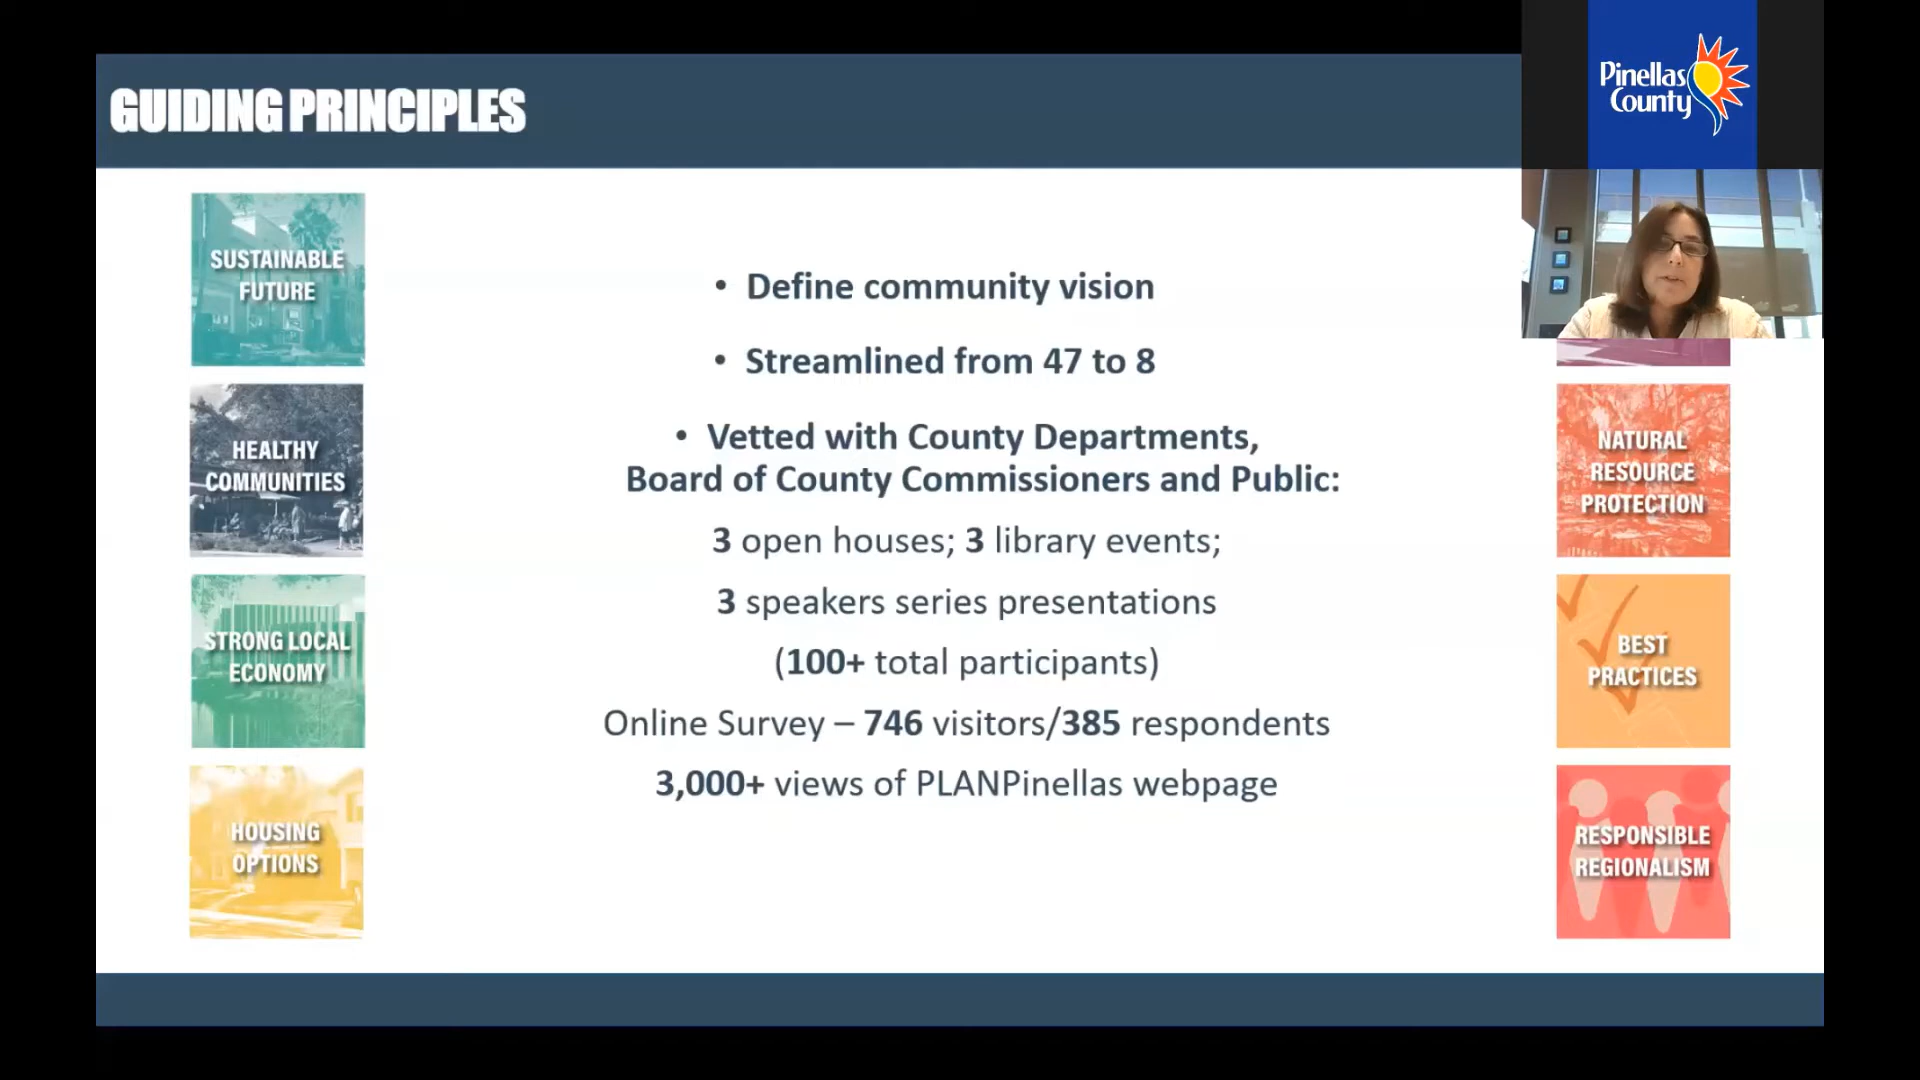 GUIDING PRINCIPLES
Pinellas
County
SUSTAINABLE
FUTURE
HEALTHY
COMMUNITIES
STRONG LOCAL
ECONOMY
HOUSING
OPTIONS
• Define community vision
• Streamlined from 47 to 8
• Vetted with County Departments,
Board of County Commissioners and Public:
3 open houses; 3 library events;
3 speakers series presentations
(100+ total participants)
Online Survey – 746 visitors/385 respondents
3,000+ views of PLANPinellas webpage
NATURAL
RESOURCE
PROTECTION
BEST
PRACTICES
RESPONSIBLE
REGIONALISM